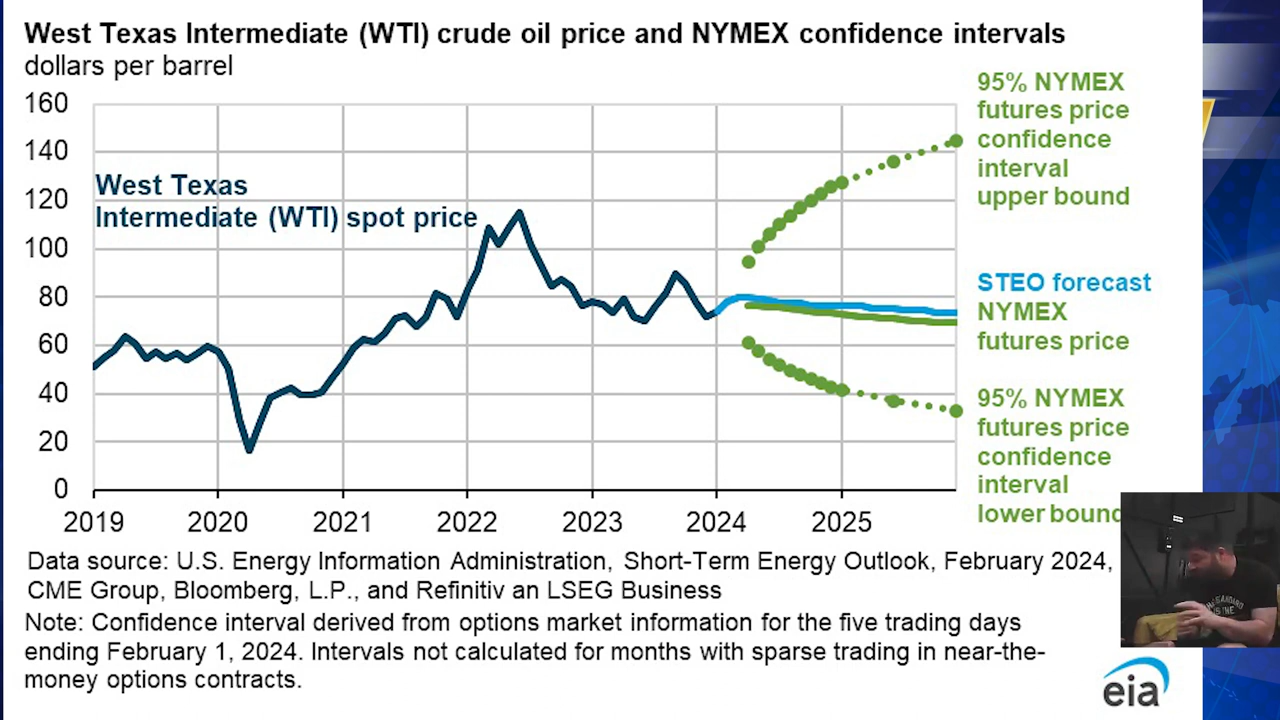 West Texas Intermediate (WTI) crude oil price and NYMEX confidence intervals
dollars per barrel
160
140
120
100
80
60
40
20
0
West Texas
Intermediate (WTI) spot price
95% NYMEX
futures price
confidence
interval
upper bound
STEO forecast
NYMEX
futures price
95% NYMEX
futures price
confidence
interval
lower bound
2019 2020 2021 2022 2023 2024 2025
Data source: U.S. Energy Information Administration, Short-Term Energy Outlook, February 2024,
CME Group, Bloomberg, L.P., and Refinitiv an LSEG Business
Note: Confidence interval derived from options market information for the five trading days
ending February 1, 2024. Intervals not calculated for months with sparse trading in near-the-
money options contracts.
eia